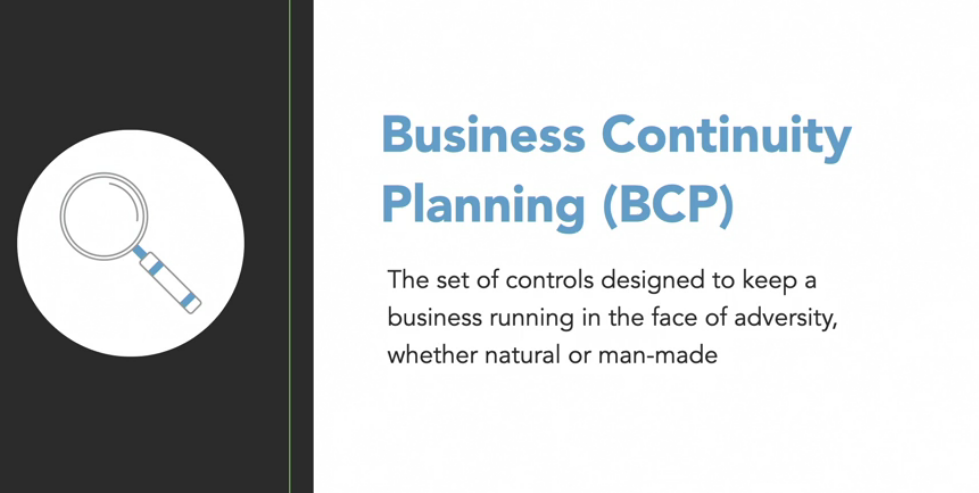 Business Continuity
Planning (BCP)
The set of controls designed to keep a
business running in the face of adversity,
whether natural or man-made